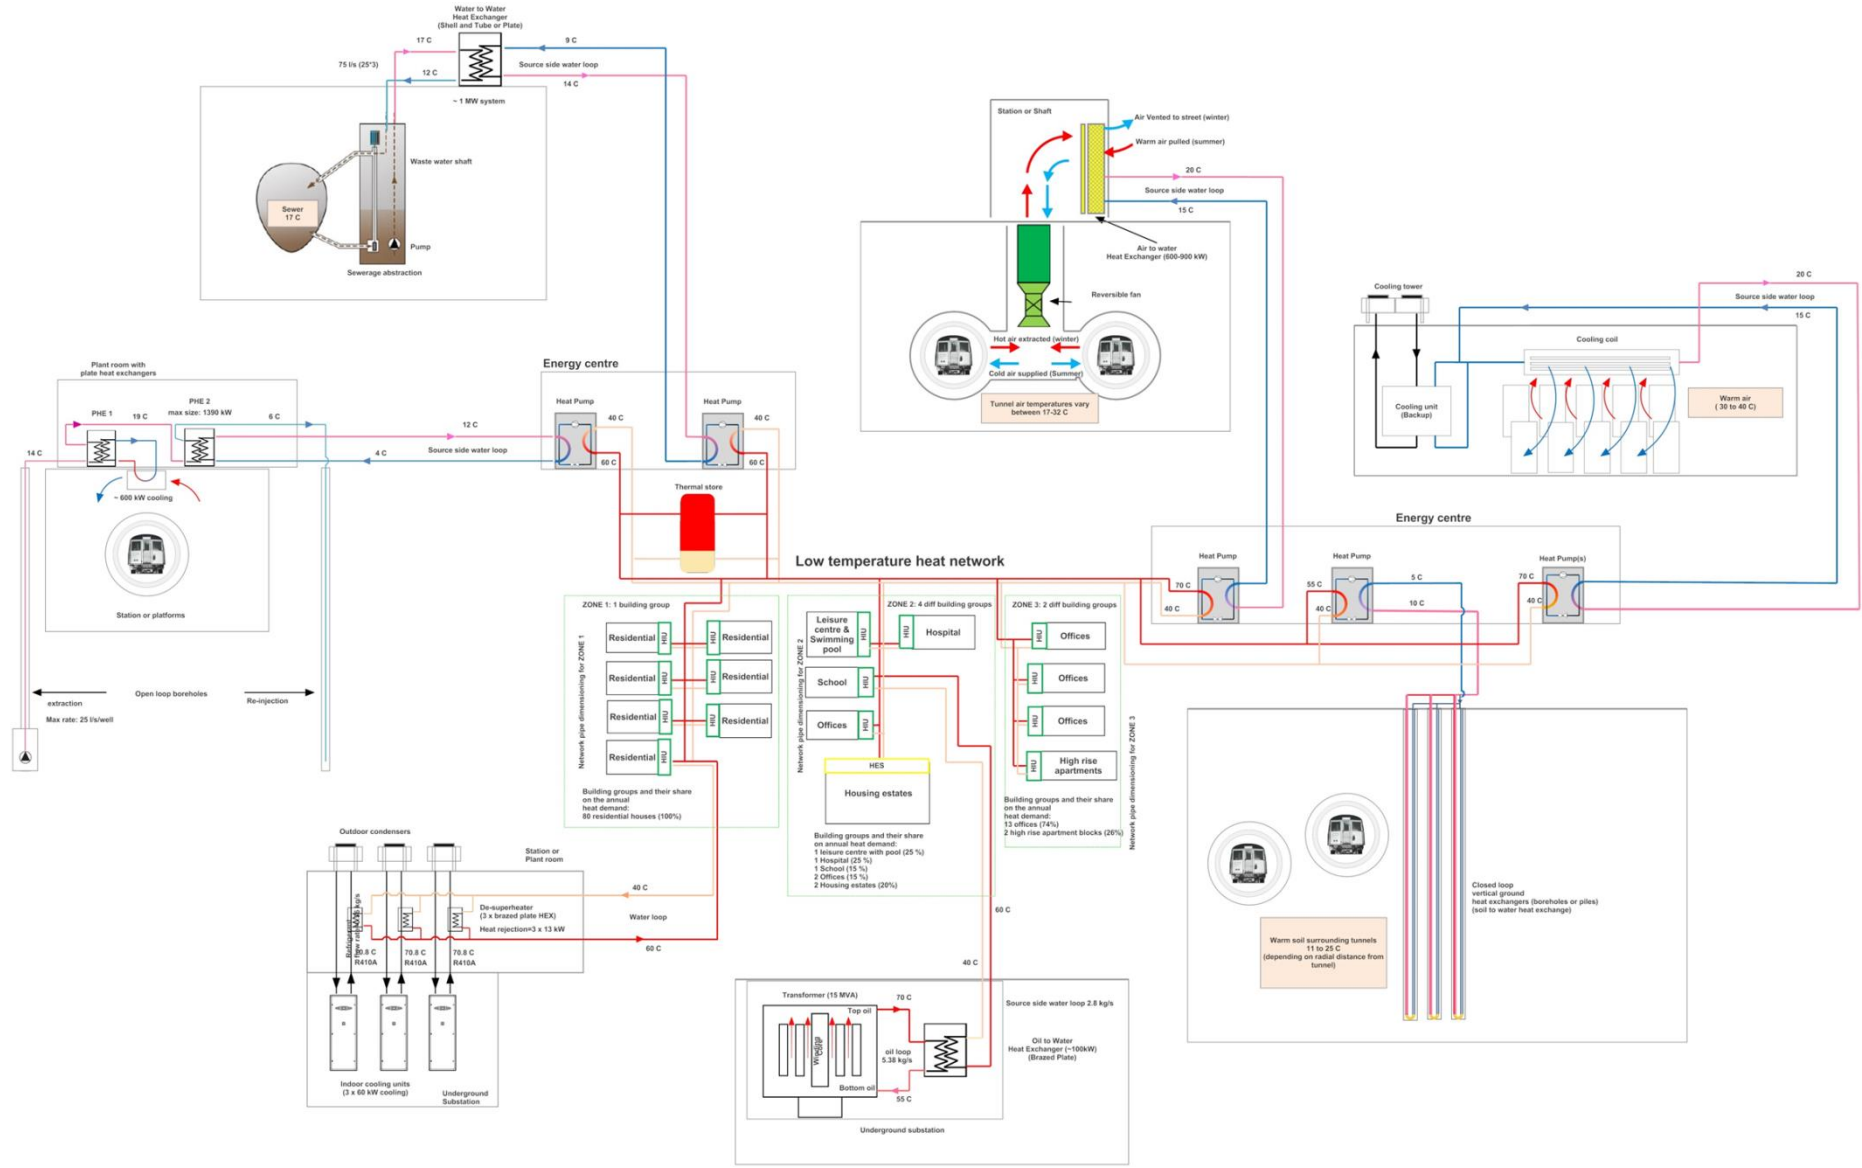 Water to Water
Heat Exchanger
(Shell and Tube or Plate)
17 C
9 C
75 l/s (25*3)
12 C
Source side water loop
14 C
~ 1 MW system
Waste water shaft
Sewer
17 C
Pump
Sewerage abstraction
Station or Shaft
Air Vented to street (winter)
Warm air pulled (summer)
20 C
Source side water loop
15 C
Air to water
Heat Exchanger (600-900 kW)
Reversible fan
Hot air extracted (winter)
Cold air supplied (Summer)
Tunnel air temperatures vary
between 17-32 C
20 C
Cooling tower
Source side water loop
15 C
Cooling coil
Cooling unit
(Backup)
Warm air
( 30 to 40 C)
Plant room with
plate heat exchangers
PHE 1
19 C
PHE 2
max size: 1390 kW
6 C
14 C
12 C
Source side water loop
4 C
~ 600 kW cooling
Station or platforms
Open loop boreholes
extraction
Re-injection
Max rate: 25 l/s/well
Energy centre
Heat Pump
40 C
60 C
Heat Pump
40 C
60 C
Thermal store
Low temperature heat network
Energy centre
Heat Pump
70 C
40 C
Heat Pump
55 C
40 C
5 C
10 C
Heat Pump(s)
70 C
40 C
ZONE 1: 1 building group
Network pipe dimensioning for ZONE 1
Residential
HIU
HIU
Residential
Residential
HIU
HIU
Residential
Residential
HIU
HIU
Residential
Residential
HIU
Building groups and their share
on the annual
heat demand:
80 residential houses (100%)
ZONE 2: 4 diff building groups
Network pipe dimensioning for ZONE 2
Leisure
centre &
Swimming
pool
HIU
HIU
Hospital
School
HIU
Offices
HIU
HES
Housing estates
Building groups and their share
on annual heat demand:
1 leisure centre with pool (25 %)
1 Hospital (25 %)
1 School (15 %)
2 Offices (15 %)
2 Housing estates (20%)
ZONE 3: 2 diff building groups
HIU
Offices
HIU
Offices
HIU
Offices
HIU
High rise
apartments
Network pipe dimensioning for ZONE 3
Building groups and their share
on the annual
heat demand:
13 offices (74%)
2 high rise apartment blocks (26%)
Outdoor condensers
Station or
Plant room
40 C
De-superheater
(3 x brazed plate HEX)
Heat rejection=3 x 13 kW
Water loop
60 C
70.8 C
R410A
70.8 C
R410A
70.8 C
R410A
Indoor cooling units
(3 x 60 kW cooling)
Underground
Substation
60 C
40 C
Transformer (15 MVA)
Top oil
70 C
Source side water loop 2.8 kg/s
oil loop
5.38 kg/s
Oil to Water
Heat Exchanger (~100kW)
(Brazed Plate)
Bottom oil
55 C
Underground substation
Closed loop
vertical ground
heat exchangers (boreholes or piles)
(soil to water heat exchange)
Warm soil surrounding tunnels
11 to 25 C
(depending on radial distance from
tunnel)